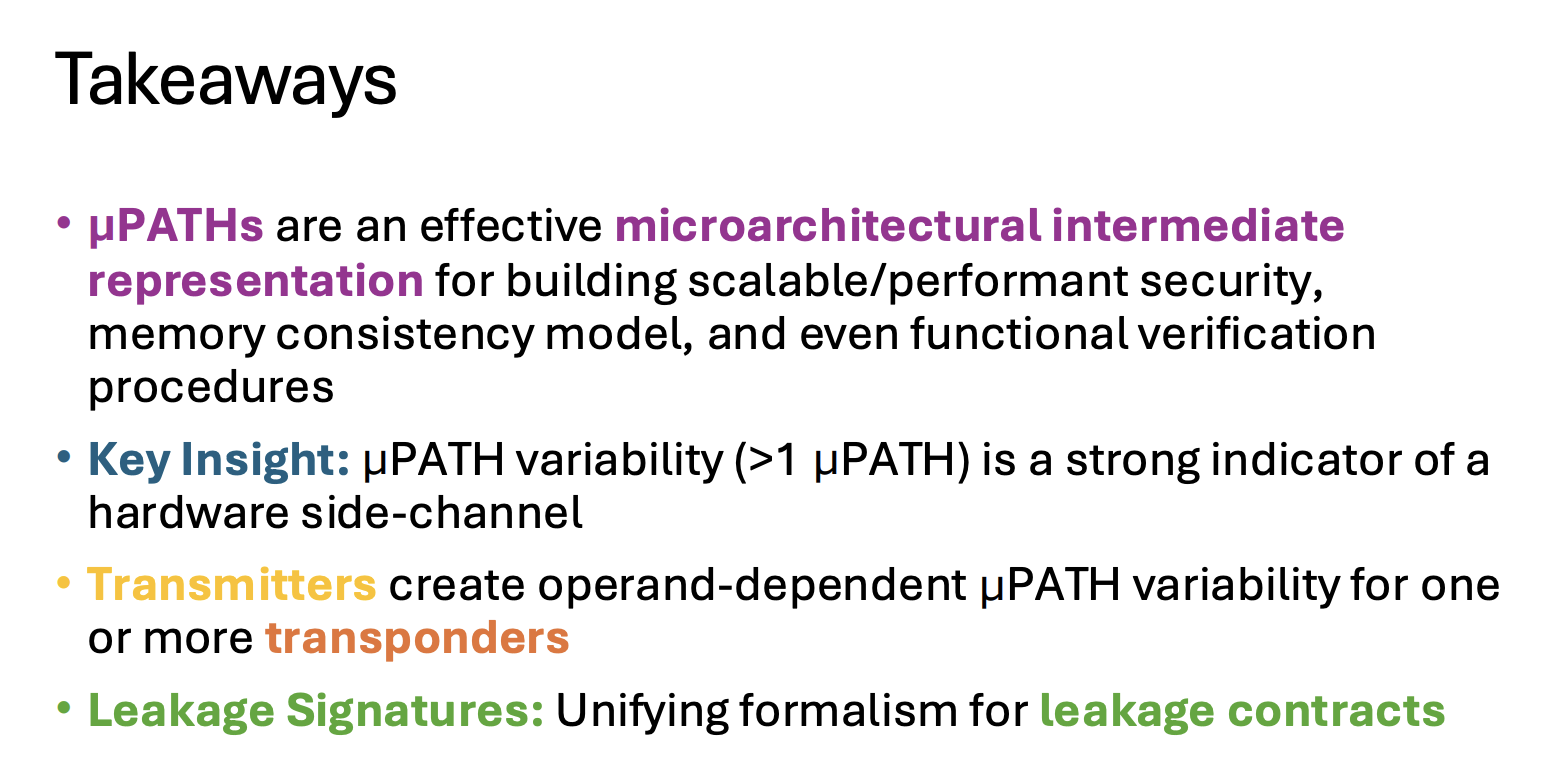 Takeaways
• µPATHs are an effective microarchitectural intermediate
representation for building scalable/performant security,
memory consistency model, and even functional verification
procedures
• Key Insight: µPATH variability (>1 µPATH) is a strong indicator of a
hardware side-channel
• Transmitters create operand-dependent µPATH variability for one
or more transponders
• Leakage Signatures: Unifying formalism for leakage contracts